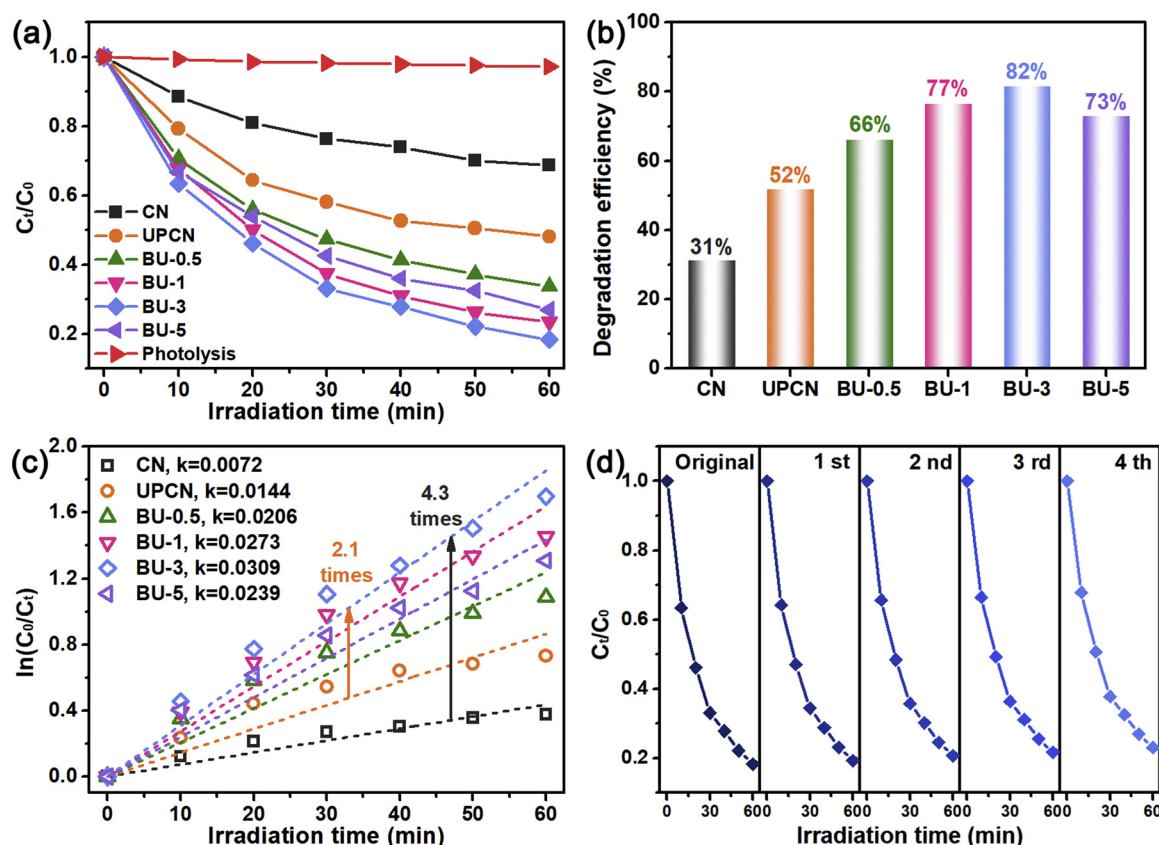 (a)
1.0
0.8
0.6
0.4
0.2
Ct/C0
CN
UPCN
BU-0.5
BU-1
BU-3
BU-5
Photolysis
0 10 20 30 40 50 60
Irradiation time (min)
(b)
100
80
60
40
20
0
Degradation efficiency (%)
31%
52%
66%
77%
82%
73%
CN UPCN BU-0.5 BU-1 BU-3 BU-5
(c)
2.0
1.6
1.2
0.8
0.4
0.0
ln(C0/Ct)
CN, k=0.0072
UPCN, k=0.0144
BU-0.5, k=0.0206
BU-1, k=0.0273
BU-3, k=0.0309
BU-5, k=0.0239
2.1
times
4.3
times
0 10 20 30 40 50 60
Irradiation time (min)
(d)
Original 1 st 2 nd 3 rd 4 th
1.0
0.8
0.6
0.4
0.2
Ct/C0
0 30 600 30 600 30 600 30 600 30 60
Irradiation time (min)